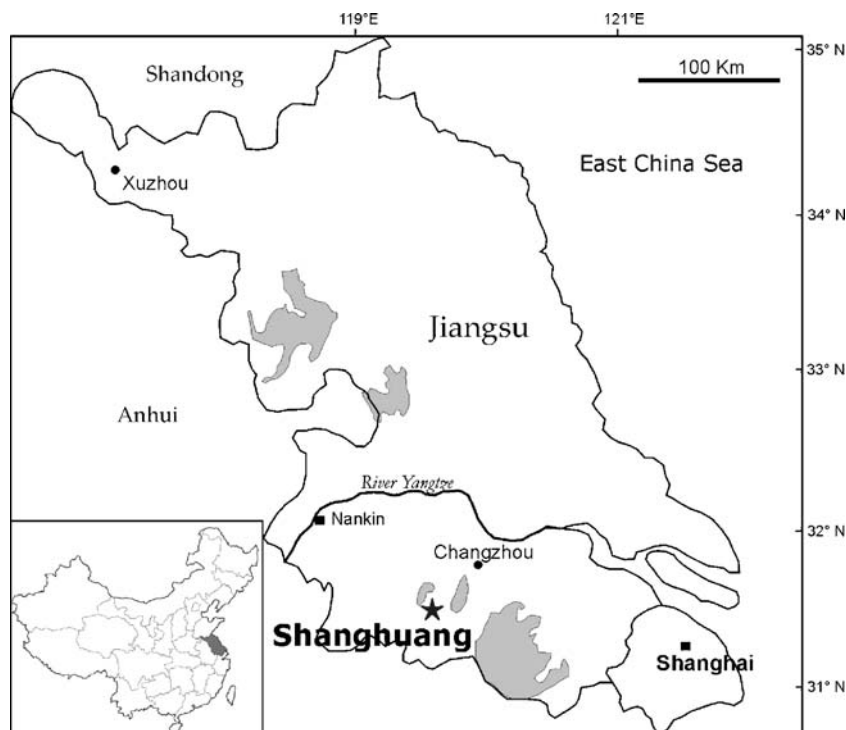 119°E
121°E
35° N
100 Km
Shandong
East China Sea
Xuzhou
34° N
Jiangsu
33° N
Anhui
River Yangtze
32° N
Nankin
Changzhou
Shanghuang
Shanghai
31° N